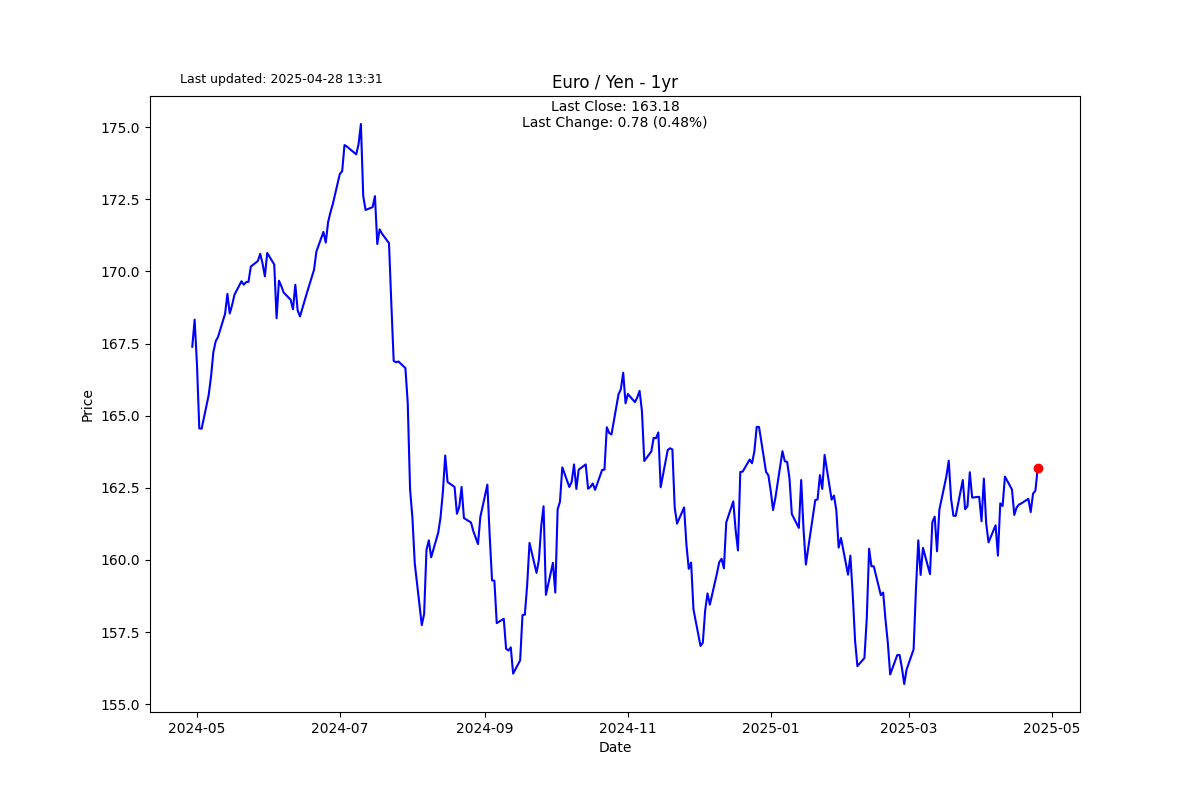 Last updated: 2025-04-28 13:31
Euro / Yen - 1yr
Last Close: 163.18
Last Change: 0.78 (0.48%)
175.0
172.5
170.0
167.5
165.0
162.5
160.0
157.5
155.0
Price
2024-05
2024-07
2024-09
2024-11
2025-01
2025-03
2025-05
Date